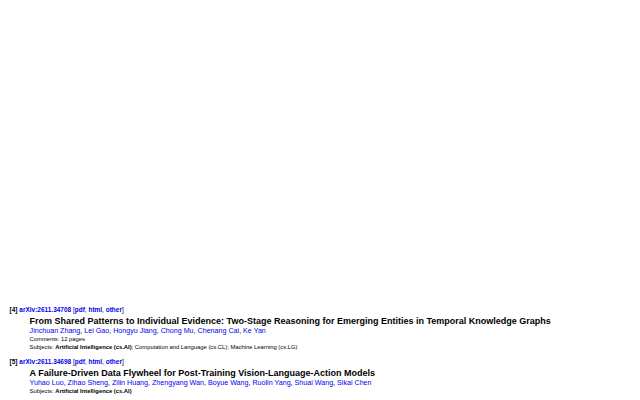 [4] arXiv:2611.34708 [pdf, html, other]
From Shared Patterns to Individual Evidence: Two-Stage Reasoning for Emerging Entities in Temporal Knowledge Graphs
Jinchuan Zhang, Lei Gao, Hongyu Jiang, Chong Mu, Chenang Cai, Ke Yan
Comments: 12 pages
Subjects: Artificial Intelligence (cs.AI); Computation and Language (cs.CL); Machine Learning (cs.LG)
[5] arXiv:2611.34698 [pdf, html, other]
A Failure-Driven Data Flywheel for Post-Training Vision-Language-Action Models
Yuhao Luo, Zihao Sheng, Zilin Huang, Zhengyang Wan, Boyue Wang, Ruolin Yang, Shuai Wang, Sikai Chen
Subjects: Artificial Intelligence (cs.AI)